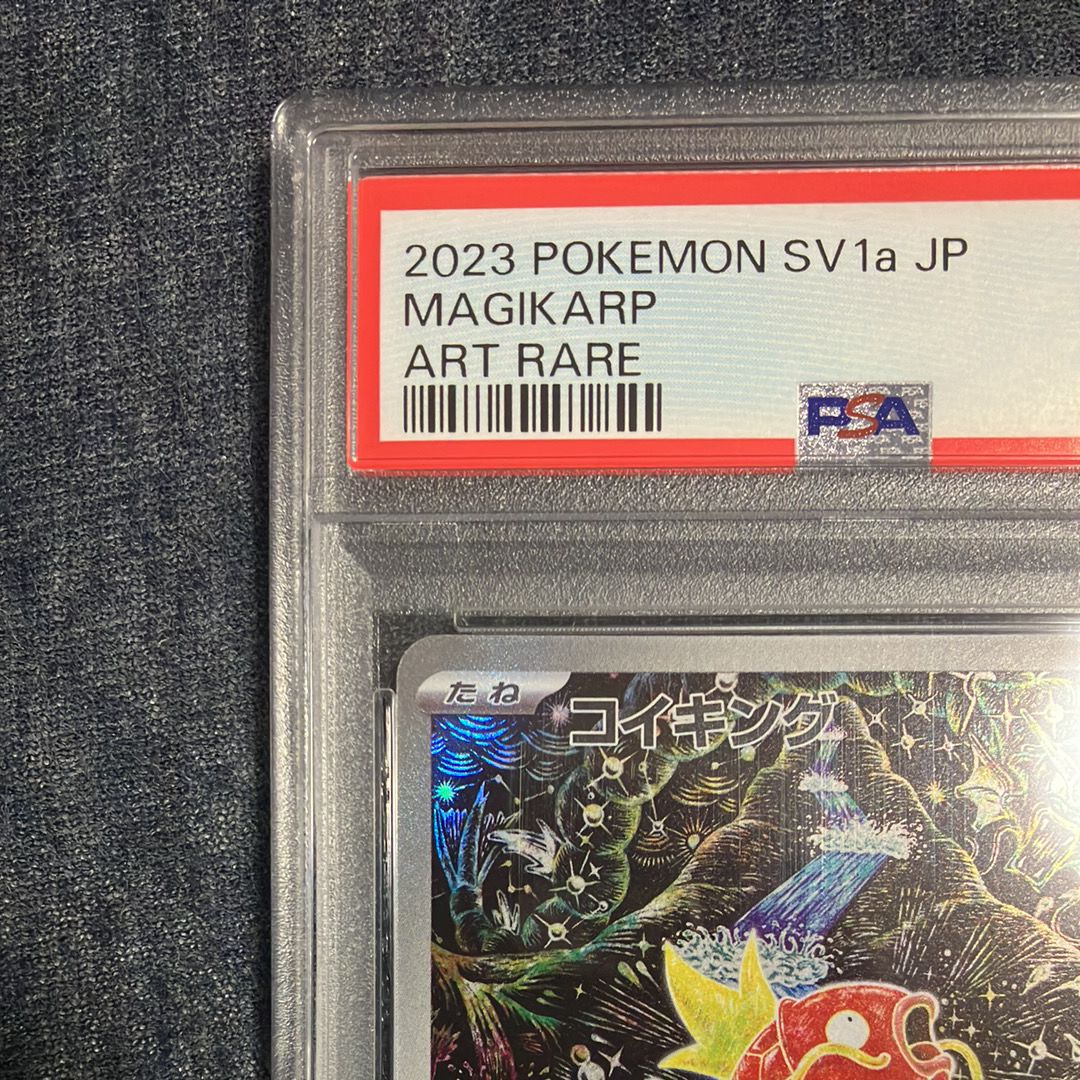 2023 POKEMON SV1a JP
MAGIKARP
ART RARE
PSA
たね
コイキング